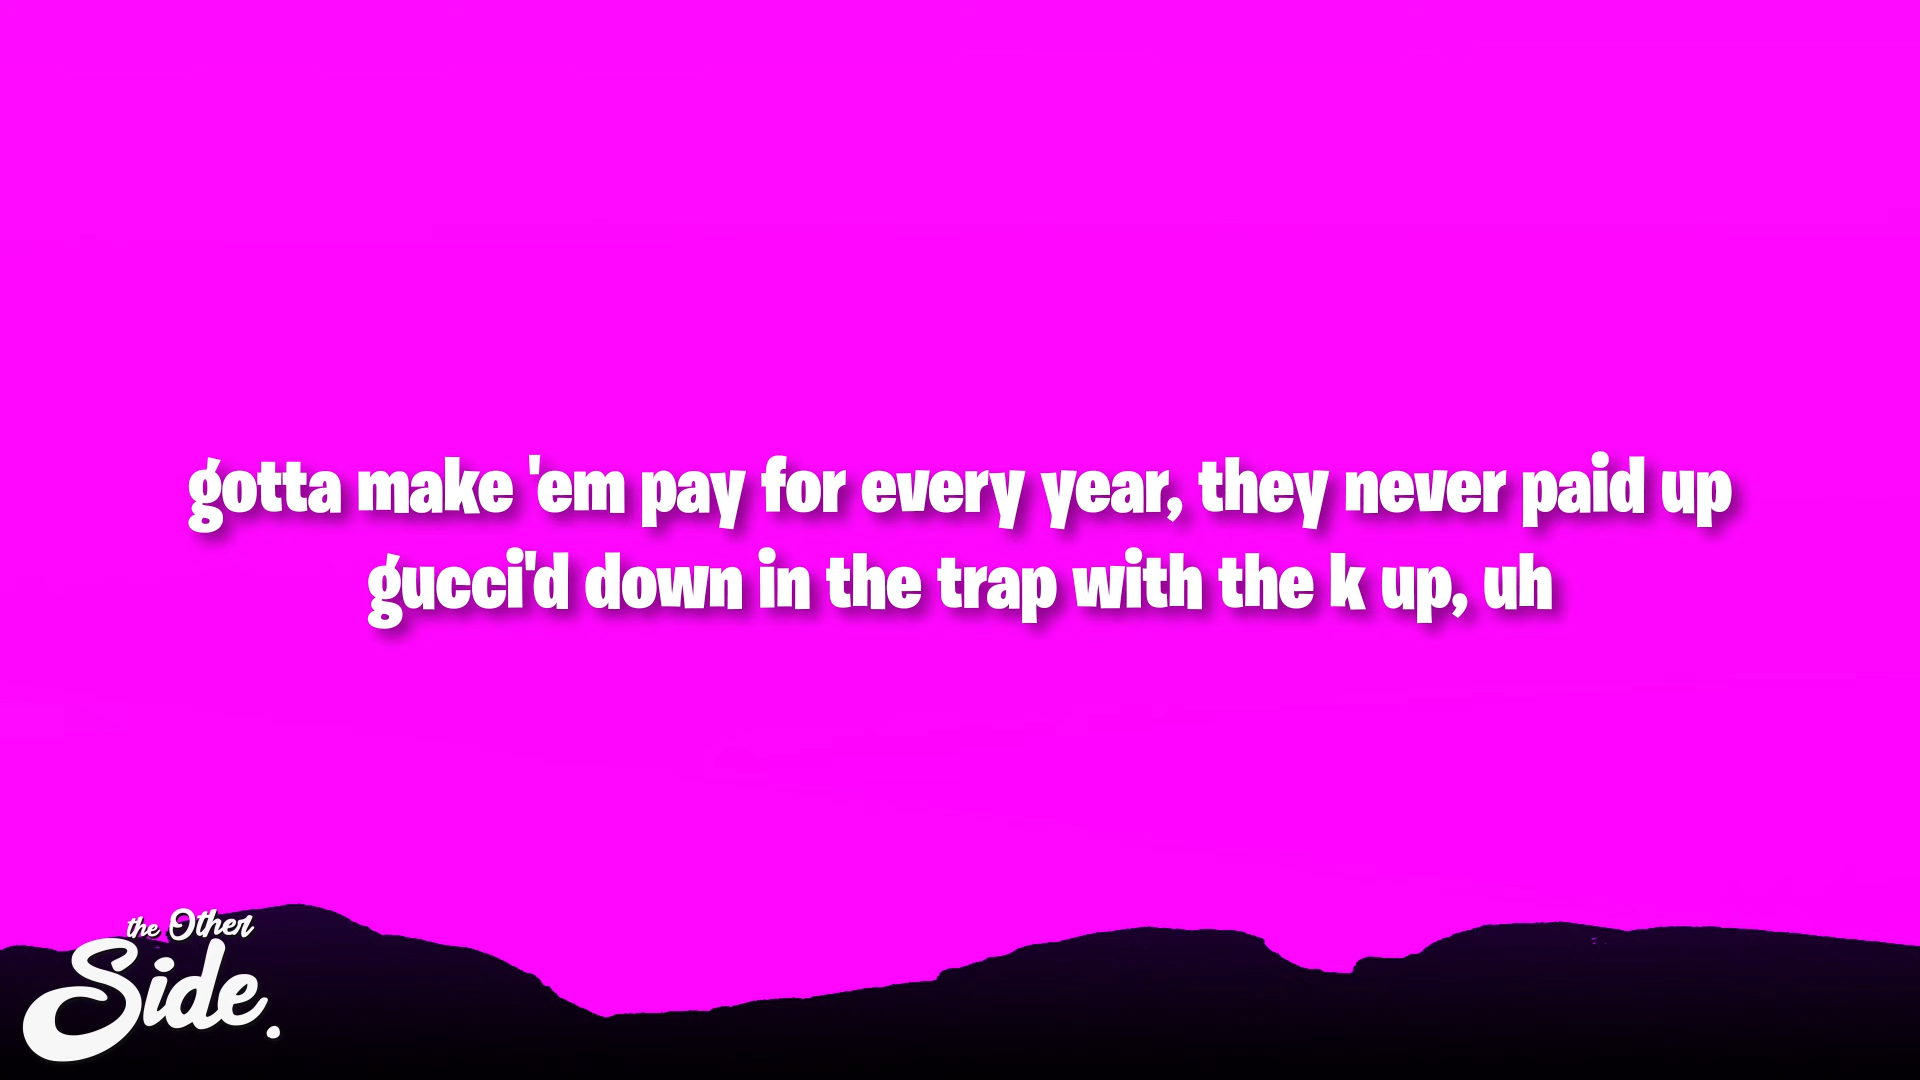 gotta make 'em pay for every year, they never paid up
gucci'd down in the trap with the k up, uh
the Other
Side.